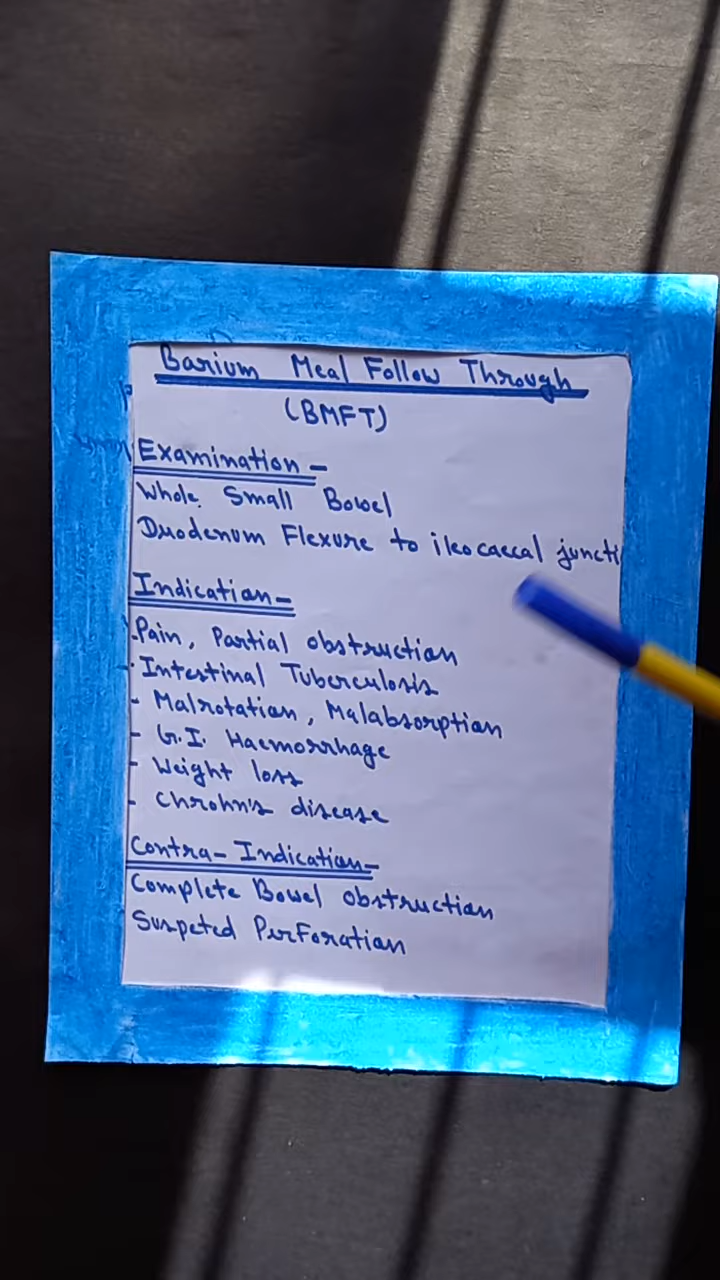 Barium Meal Follow Through
(BMFT)
Examination -
Whole Small Bowel
Duodenum Flexure to ileocaecal juncti
Indication -
- Pain, Partial obstruction
- Intestinal Tuberculosis
- Malrotation, Malabsorption
- G.I. Haemorrhage
- Weight loss
- Chrohn's disease
Contra- Indication -
Complete Bowel obstruction
Suspeted Perforation